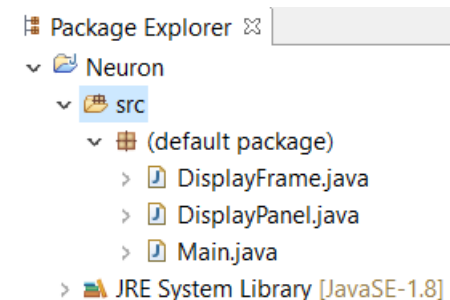 Package Explorer
Neuron
src
(default package)
DisplayFrame.java
DisplayPanel.java
Main.java
JRE System Library [JavaSE-1.8]